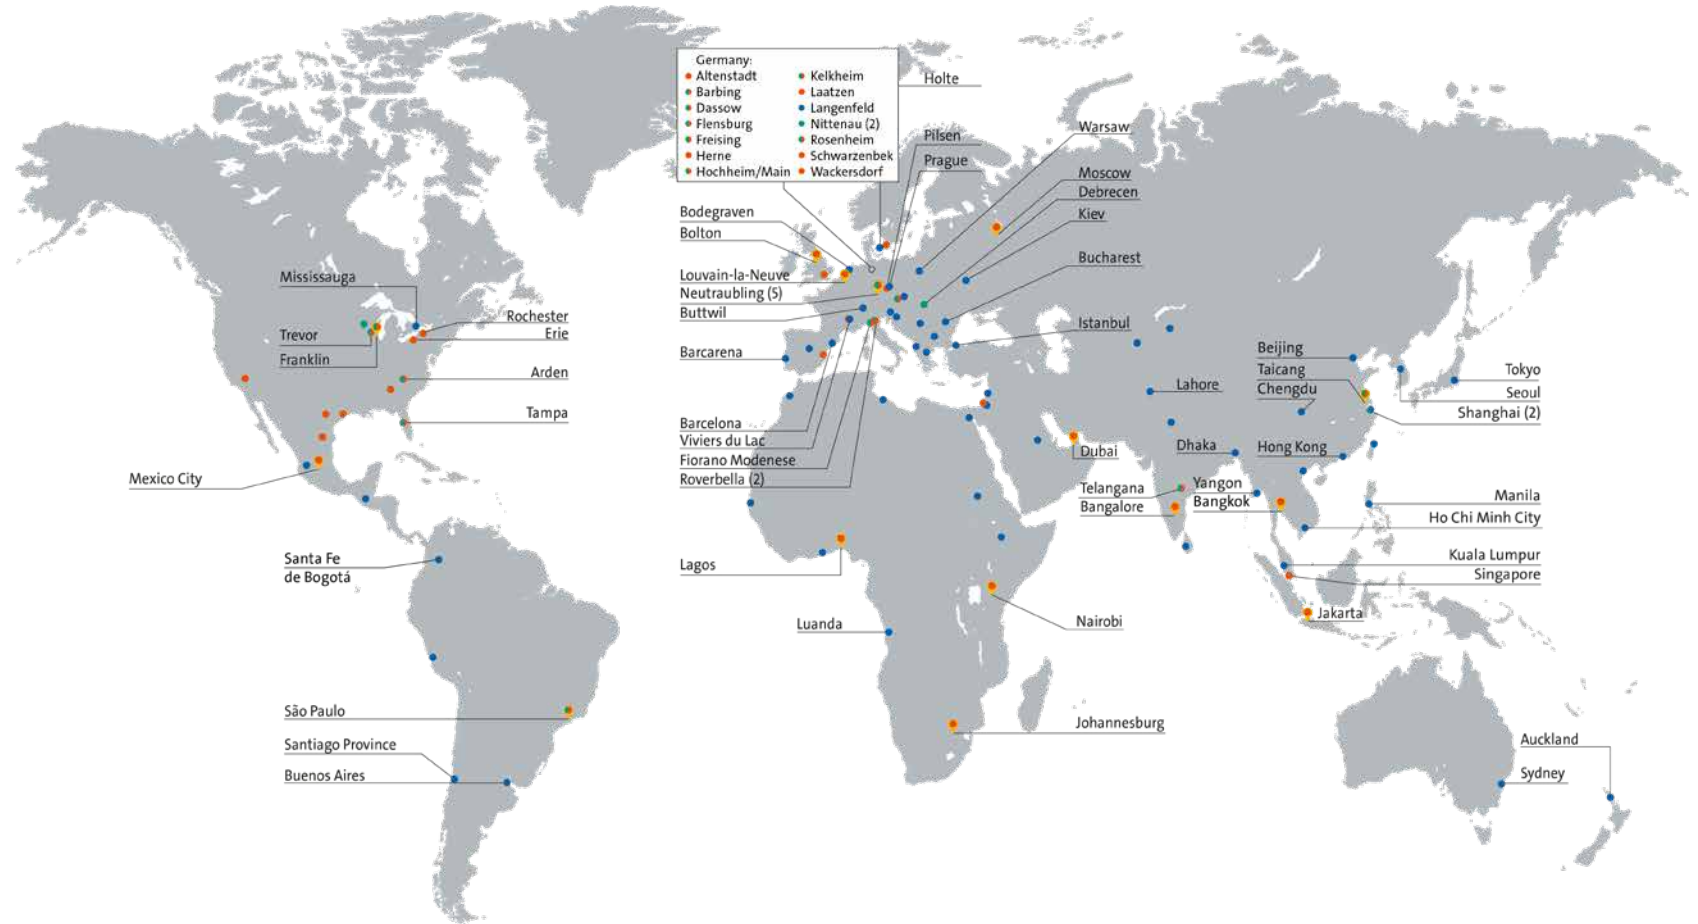 Germany:
Altenstadt
Barbing
Dassow
Flensburg
Freising
Herne
Hochheim/Main
Kelkheim
Laatzen
Langenfeld
Nittenau (2)
Rosenheim
Schwarzenbek
Wackersdorf
Holte
Pilsen
Prague
Warsaw
Moscow
Debrecen
Kiev
Bucharest
Istanbul
Bodegraven
Bolton
Louvain-la-Neuve
Neutraubling (5)
Buttwil
Barcarena
Barcelona
Viviers du Lac
Fiorano Modenese
Roverbella (2)
Mississauga
Trevor
Franklin
Rochester
Erie
Arden
Tampa
Mexico City
Santa Fe
de Bogotá
São Paulo
Santiago Province
Buenos Aires
Lagos
Luanda
Nairobi
Johannesburg
Dubai
Lahore
Dhaka
Telangana
Bangalore
Yangon
Bangkok
Beijing
Taicang
Chengdu
Hong Kong
Tokyo
Seoul
Shanghai (2)
Manila
Ho Chi Minh City
Kuala Lumpur
Singapore
Jakarta
Auckland
Sydney